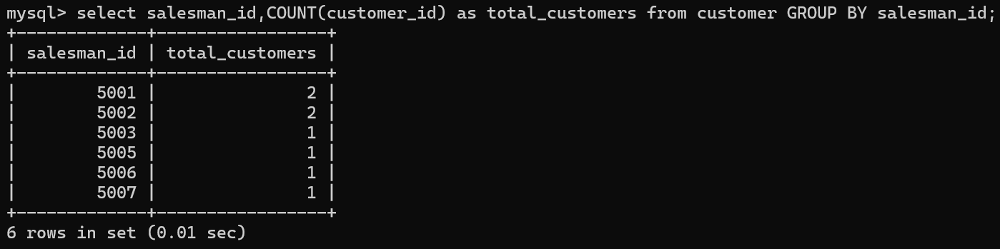 mysql> select salesman_id,COUNT(customer_id) as total_customers from customer GROUP BY salesman_id;
+-------------+-----------------+
| salesman_id | total_customers |
+-------------+-----------------+
|        5001 |               2 |
|        5002 |               2 |
|        5003 |               1 |
|        5005 |               1 |
|        5006 |               1 |
|        5007 |               1 |
+-------------+-----------------+
6 rows in set (0.01 sec)